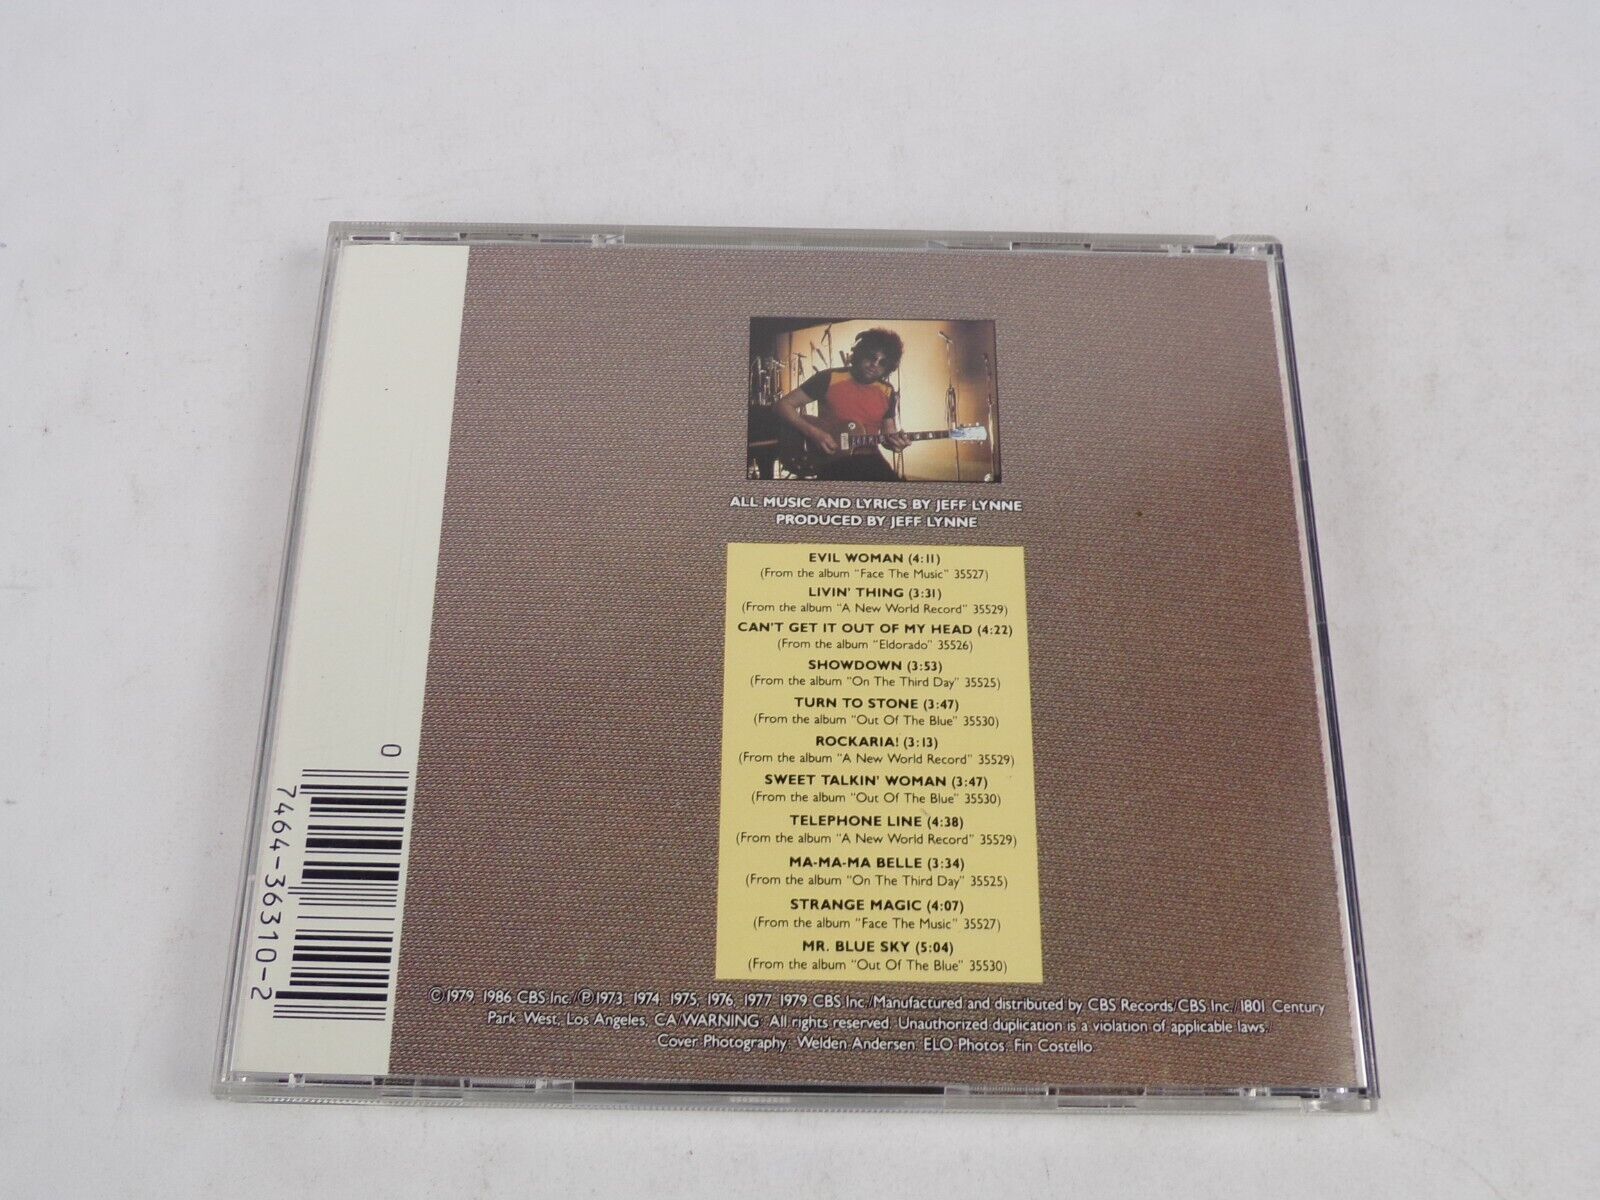 ALL MUSIC AND LYRICS BY JEFF LYNNE
PRODUCED BY JEFF LYNNE
EVIL WOMAN (4:11)
(From the album "Face The Music" 35527)
LIVIN' THING (3:31)
(From the album "A New World Record" 35529)
CAN'T GET IT OUT OF MY HEAD (4:22)
(From the album "Eldorado" 35526)
SHOWDOWN (3:53)
(From the album "On The Third Day" 35525)
TURN TO STONE (3:47)
(From the album "Out Of The Blue" 35530)
ROCKARIA! (3:13)
(From the album "A New World Record" 35529)
SWEET TALKIN' WOMAN (3:47)
(From the album "Out Of The Blue" 35530)
TELEPHONE LINE (4:38)
(From the album "A New World Record" 35529)
MA-MA-MA BELLE (3:34)
(From the album "On The Third Day" 35525)
STRANGE MAGIC (4:07)
(From the album "Face The Music" 35527)
MR. BLUE SKY (5:04)
(From the album "Out Of The Blue" 35530)
©1979, 1986 CBS Inc./℗1973, 1974, 1975, 1976, 1977, 1979 CBS Inc./Manufactured and distributed by CBS Records/CBS Inc./1801 Century
Park West, Los Angeles, CA/WARNING: All rights reserved. Unauthorized duplication is a violation of applicable laws.
Cover Photography: Welden Andersen, ELO Photos: Fin Costello
0
7464-36310-2